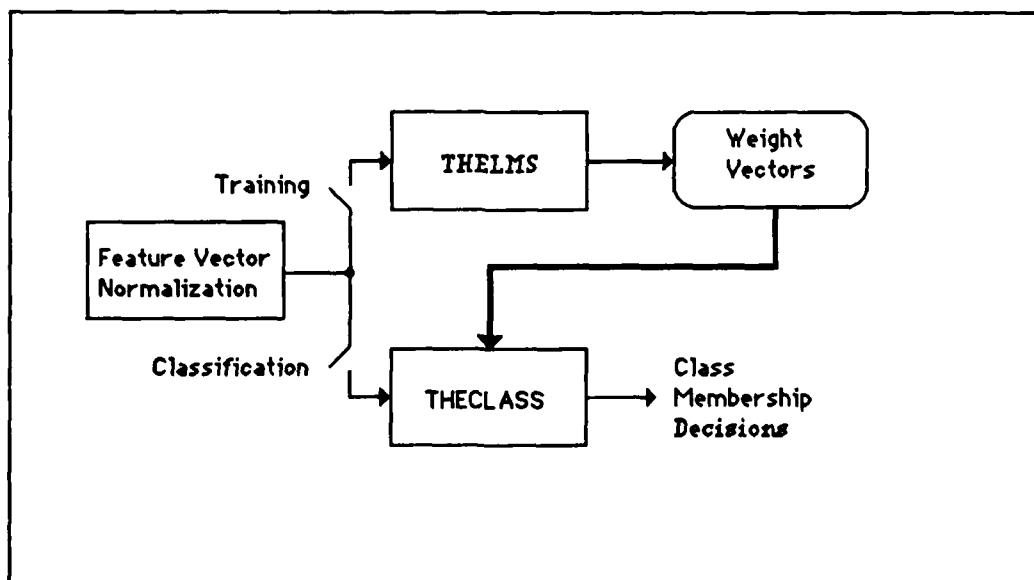 THELMS
Weight
Vectors
Training
Feature Vector
Normalization
Classification
THECLASS
Class
Membership
Decisions